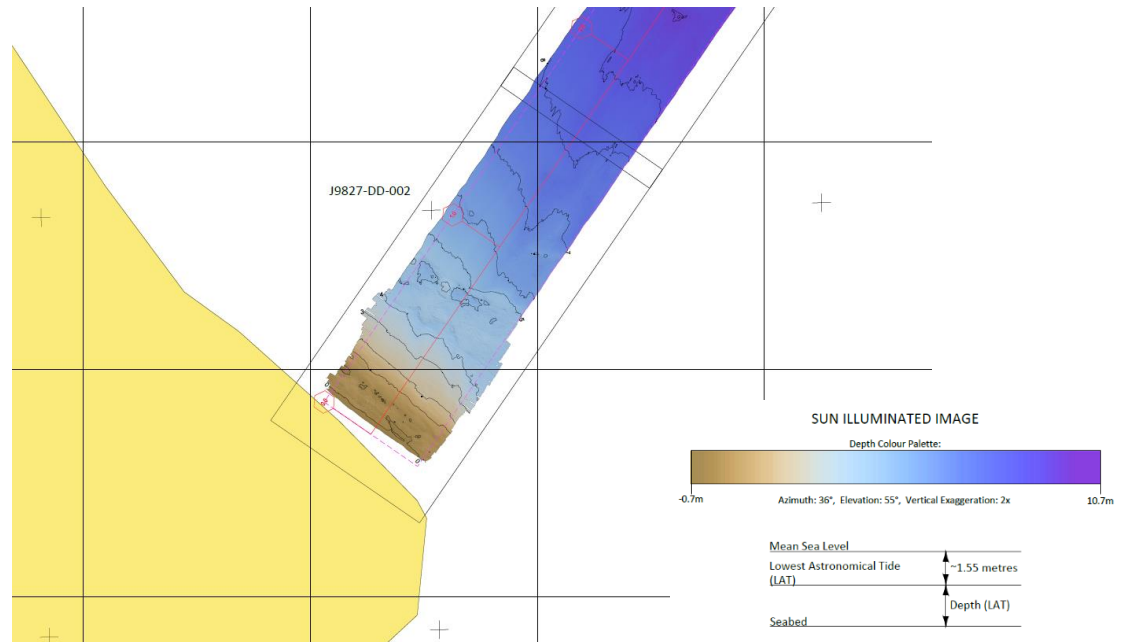 J9827-DD-002
SUN ILLUMINATED IMAGE
Depth Colour Palette:
-0.7m
Azimuth: 36°, Elevation: 55°, Vertical Exaggeration: 2x
10.7m
Mean Sea Level
Lowest Astronomical Tide
(LAT)
~1.55 metres
Depth (LAT)
Seabed